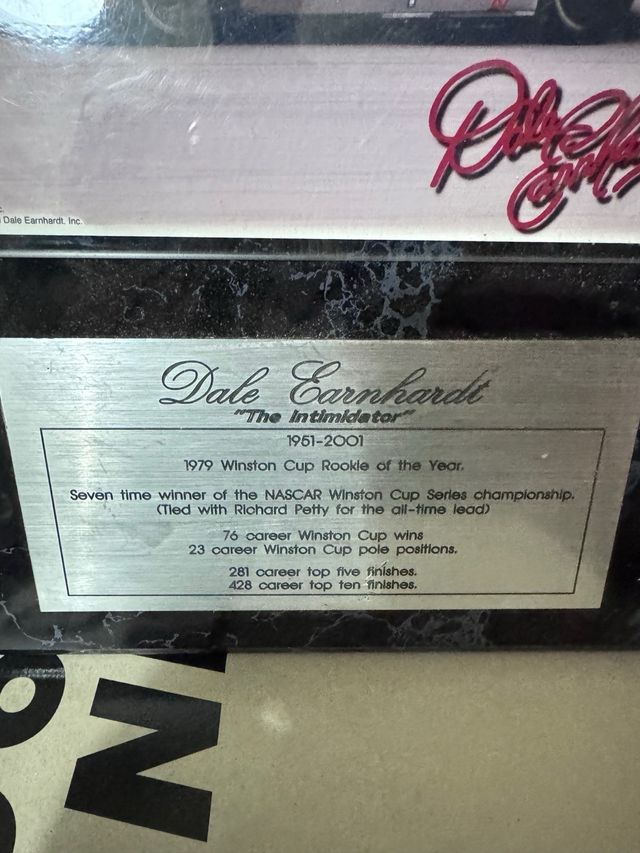 Dale Earnhardt
Dale Earnhardt, Inc.
Dale Earnhardt
"The Intimidator"
1951-2001
1979 Winston Cup Rookie of the Year.
Seven time winner of the NASCAR Winston Cup Series championship.
(Tied with Richard Petty for the all-time lead)
76 career Winston Cup wins
23 career Winston Cup pole positions.
281 career top five finishes.
428 career top ten finishes.
N